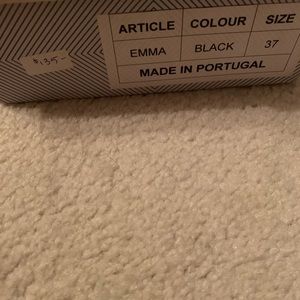 ARTICLE COLOUR SIZE
$135-
EMMA BLACK 37
MADE IN PORTUGAL